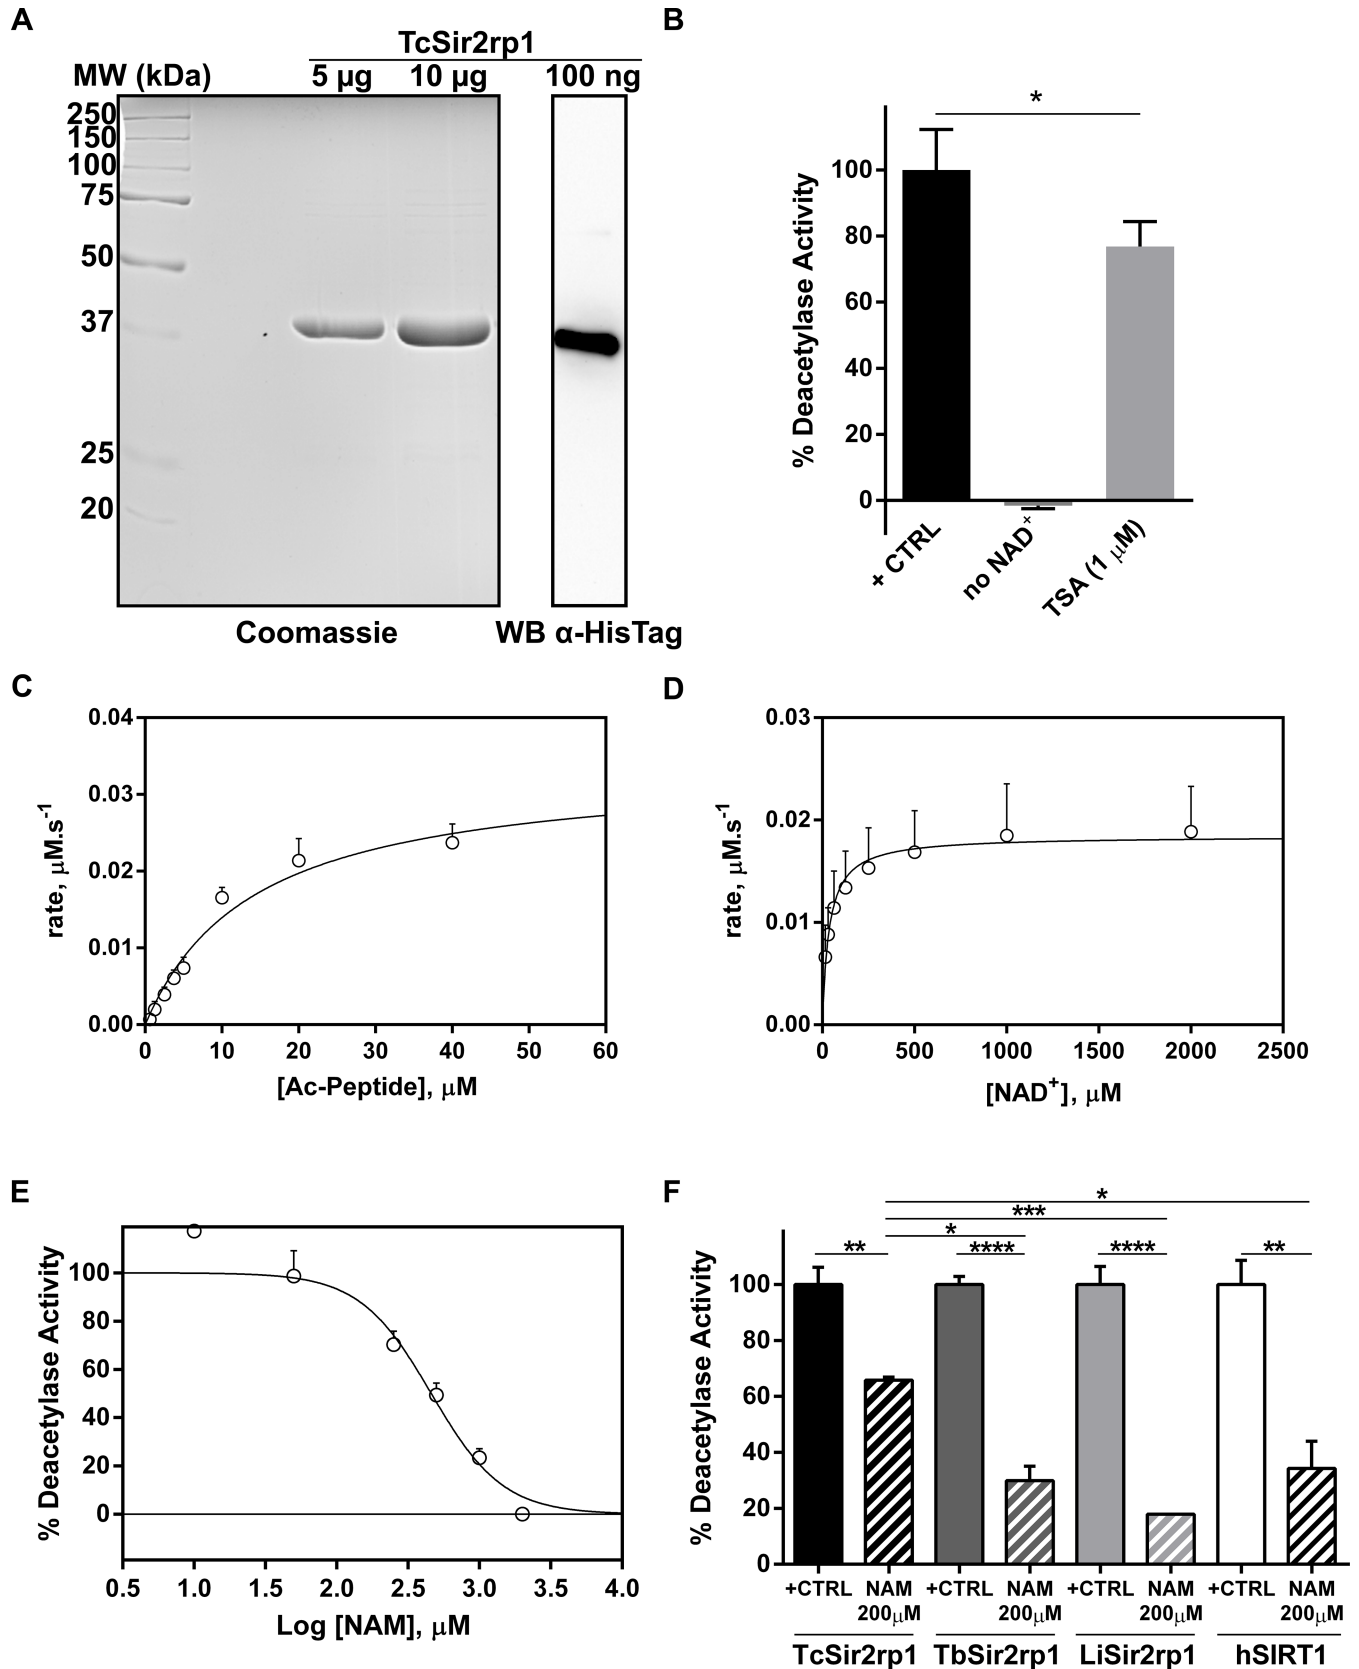 A
TcSir2rp1
MW (kDa) 5 µg 10 µg 100 ng
250
150
100
75
50
37
25
20
Coomassie
WB α-HisTag
B
*
% Deacetylase Activity
100
80
60
40
20
0
+ CTRL
no NAD⁺
TSA (1 µM)
C
rate, µM.s⁻¹
0.04
0.03
0.02
0.01
0.00
0 10 20 30 40 50 60
[Ac-Peptide], µM
D
rate, µM.s⁻¹
0.03
0.02
0.01
0.00
0 500 1000 1500 2000 2500
[NAD⁺], µM
E
% Deacetylase Activity
100
80
60
40
20
0
0.5 1.0 1.5 2.0 2.5 3.0 3.5 4.0
Log [NAM], µM
F
*
***
*
** **** **** **
% Deacetylase Activity
100
80
60
40
20
0
+CTRL NAM +CTRL NAM +CTRL NAM +CTRL NAM
200µM 200µM 200µM 200µM
TcSir2rp1 TbSir2rp1 LiSir2rp1 hSIRT1